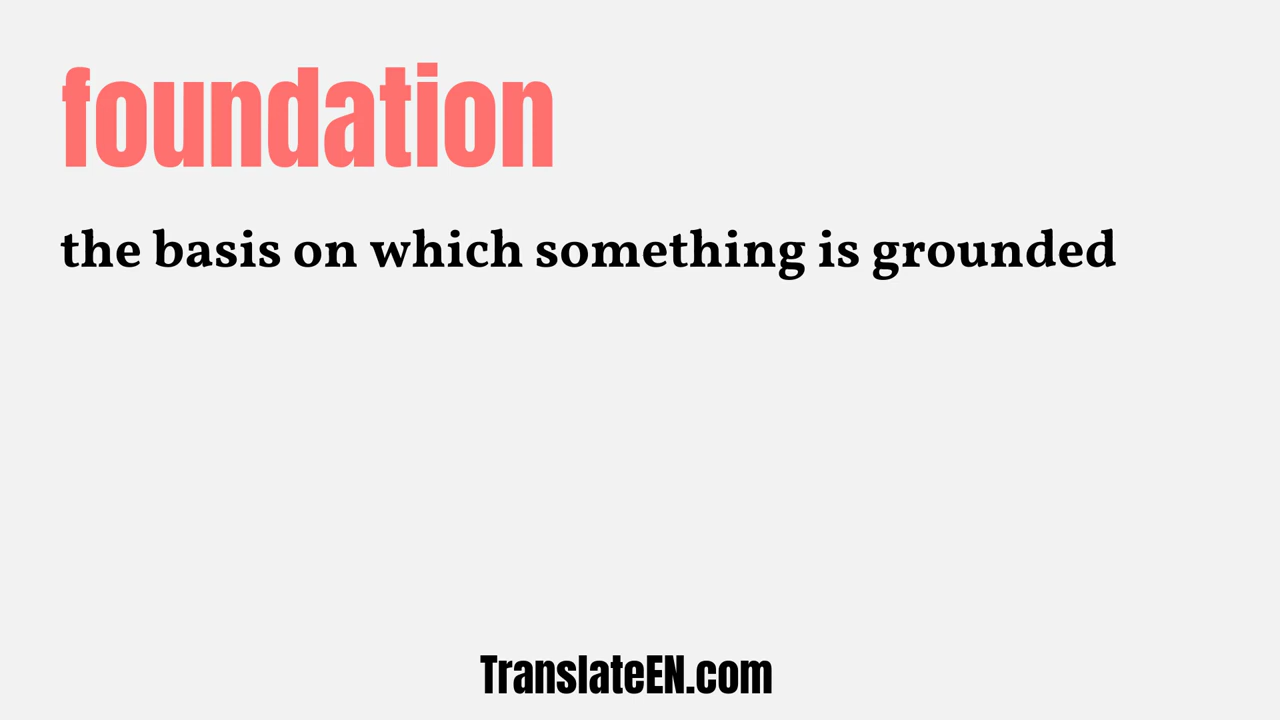 foundation
the basis on which something is grounded
TranslateEN.com